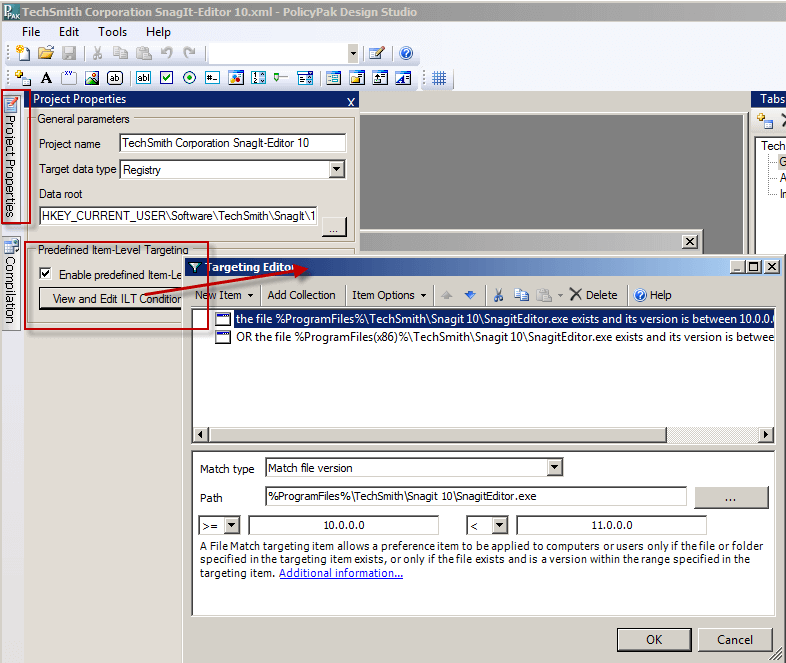 TechSmith Corporation SnagIt-Editor 10.xml - PolicyPak Design Studio
File Edit Tools Help
Project Properties
Compilation
Project Properties
General parameters
Project name TechSmith Corporation SnagIt-Editor 10
Target data type Registry
Data root
HKEY_CURRENT_USER\Software\TechSmith\SnagIt\1
...
Predefined Item-Level Targeting
Enable predefined Item-Le
View and Edit ILT Condition
Tabs
Tech
Targeting Editor
New Item Add Collection Item Options Delete Help
the file %ProgramFiles%\TechSmith\Snagit 10\SnagitEditor.exe exists and its version is between 10.0.0.0
OR the file %ProgramFiles(x86)%\TechSmith\Snagit 10\SnagitEditor.exe exists and its version is betwee
Match type Match file version
Path %ProgramFiles%\TechSmith\Snagit 10\SnagitEditor.exe ...
>= 10.0.0.0 < 11.0.0.0
A File Match targeting item allows a preference item to be applied to computers or users only if the file or folder
specified in the targeting item exists, or only if the file exists and is a version within the range specified in the
targeting item. Additional information...
OK Cancel